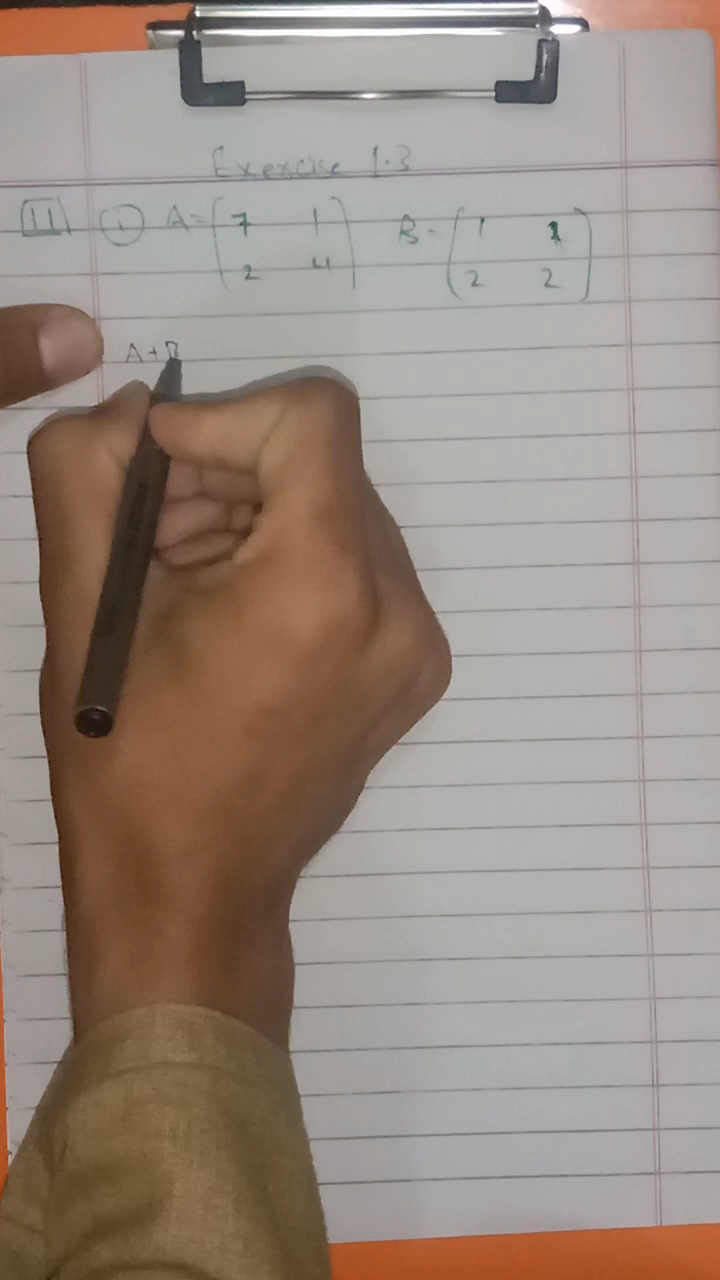 Exercise 1.3
II i A = ( 7 1 B = ( 1 1
2 4 ) 2 2 )
A + B